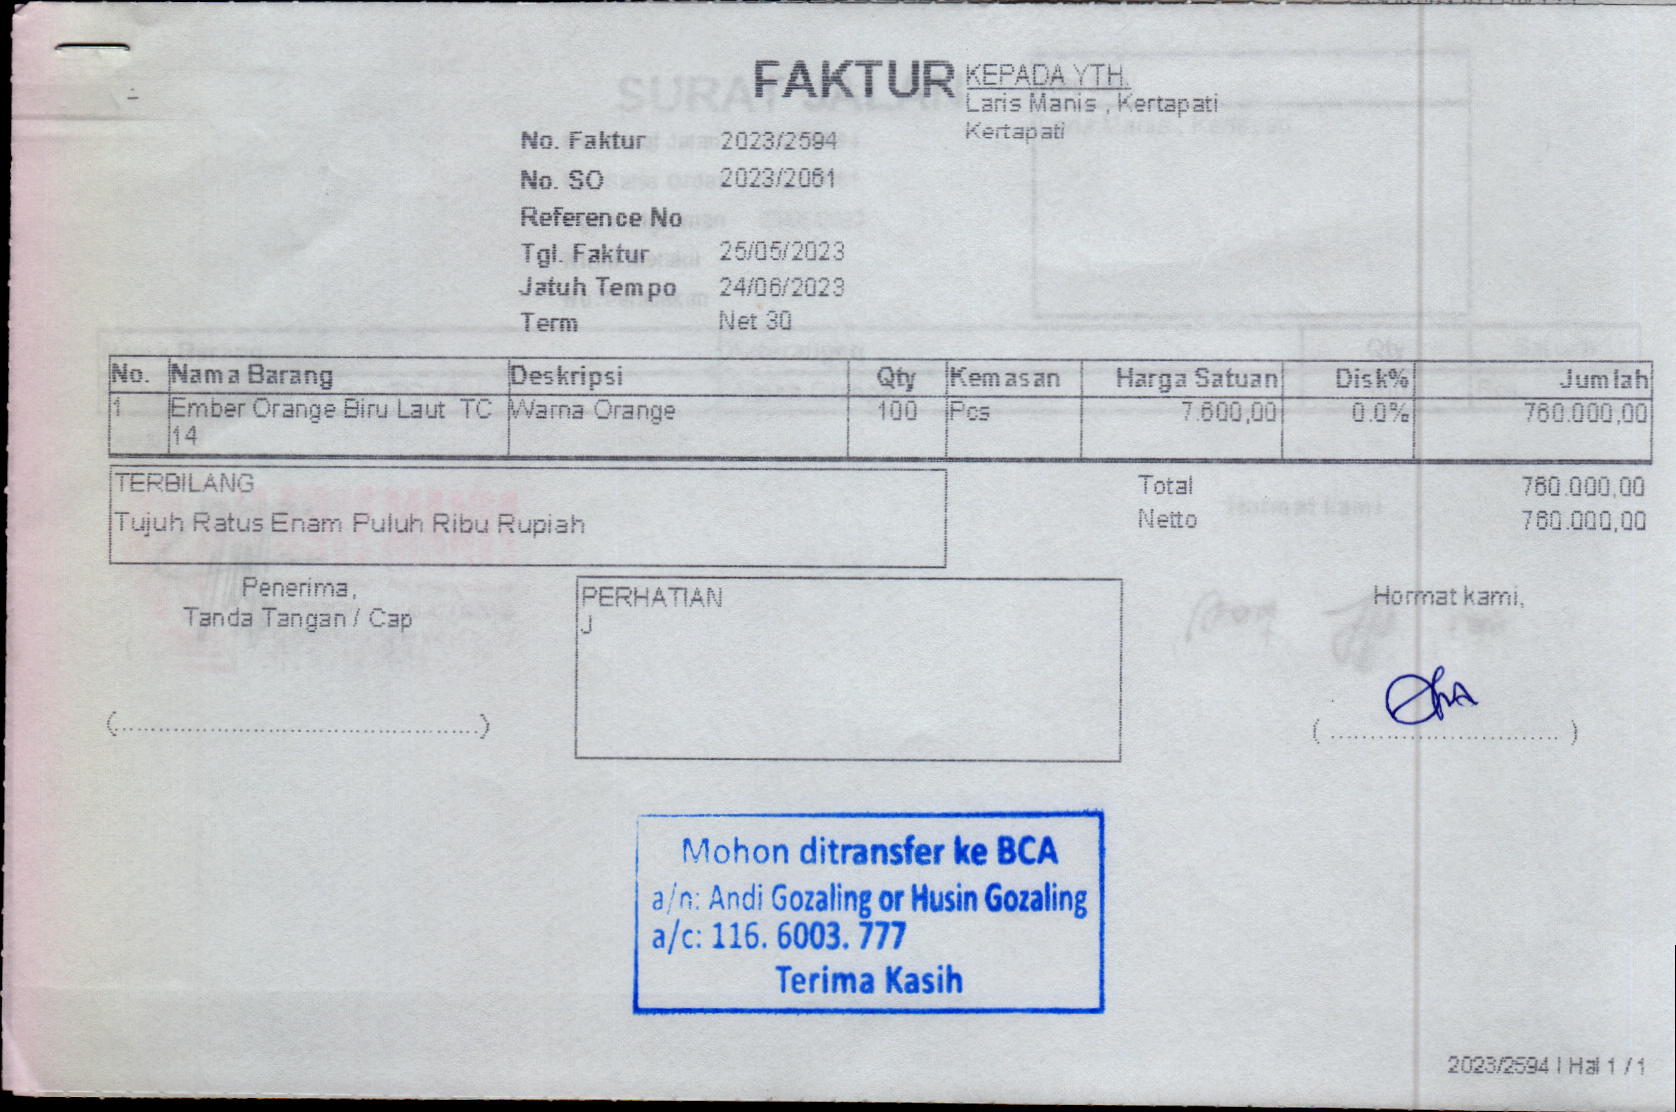 FAKTUR
KEPADA YTH.
Laris Manis , Kertapati
Kertapati
No. Faktur 2023/2594
No. SO 2023/2061
Reference No
Tgl. Faktur 25/05/2023
Jatuh Tempo 24/06/2023
Term Net 30
No. Nama Barang Deskripsi Qty Kemasan Harga Satuan Disk% Jumlah
1 Ember Orange Biru Laut TC Warna Orange 100 Pcs 7.600,00 0.0% 760.000,00
14
TERBILANG
Tujuh Ratus Enam Puluh Ribu Rupiah
Total 760.000,00
Netto 760.000,00
Penerima,
Tanda Tangan / Cap
(................................................)
PERHATIAN
J
Hormat kami,
( .............................. )
Mohon ditransfer ke BCA
a/n: Andi Gozaling or Husin Gozaling
a/c: 116. 6003. 777
Terima Kasih
2023/2594 | Hal 1 / 1